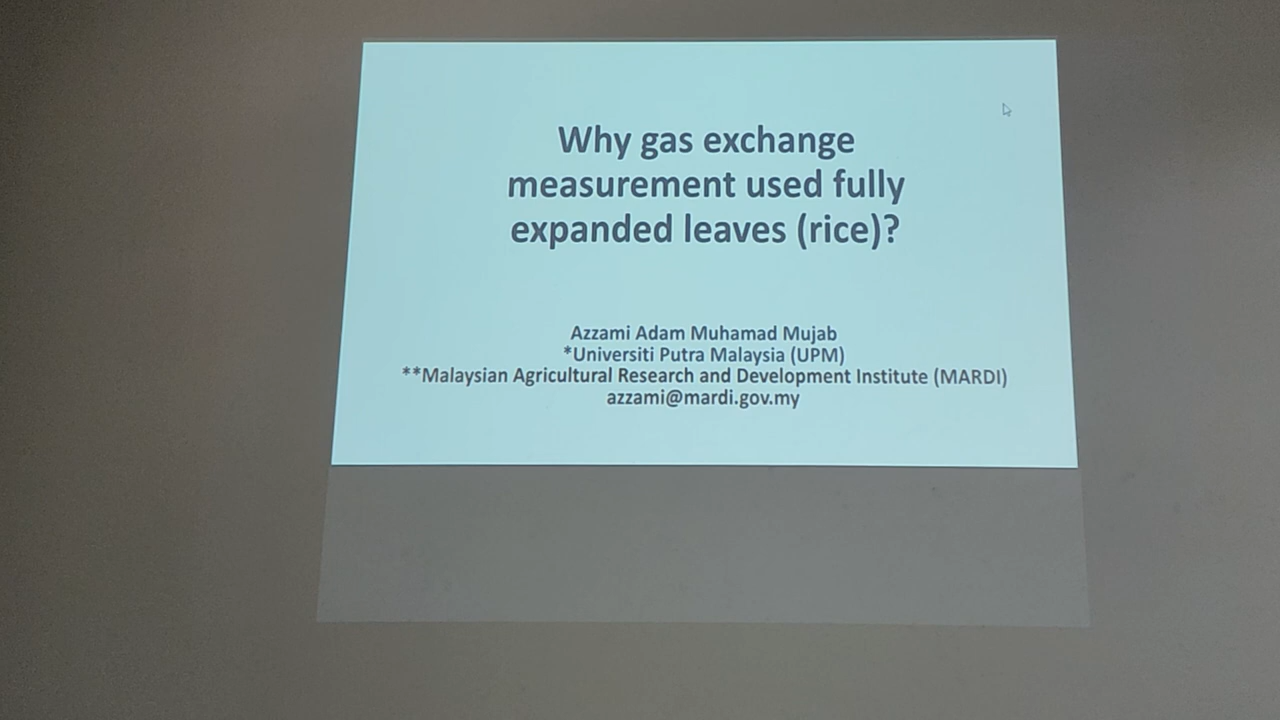 Why gas exchange
measurement used fully
expanded leaves (rice)?
Azzami Adam Muhamad Mujab
*Universiti Putra Malaysia (UPM)
**Malaysian Agricultural Research and Development Institute (MARDI)
azzami@mardi.gov.my